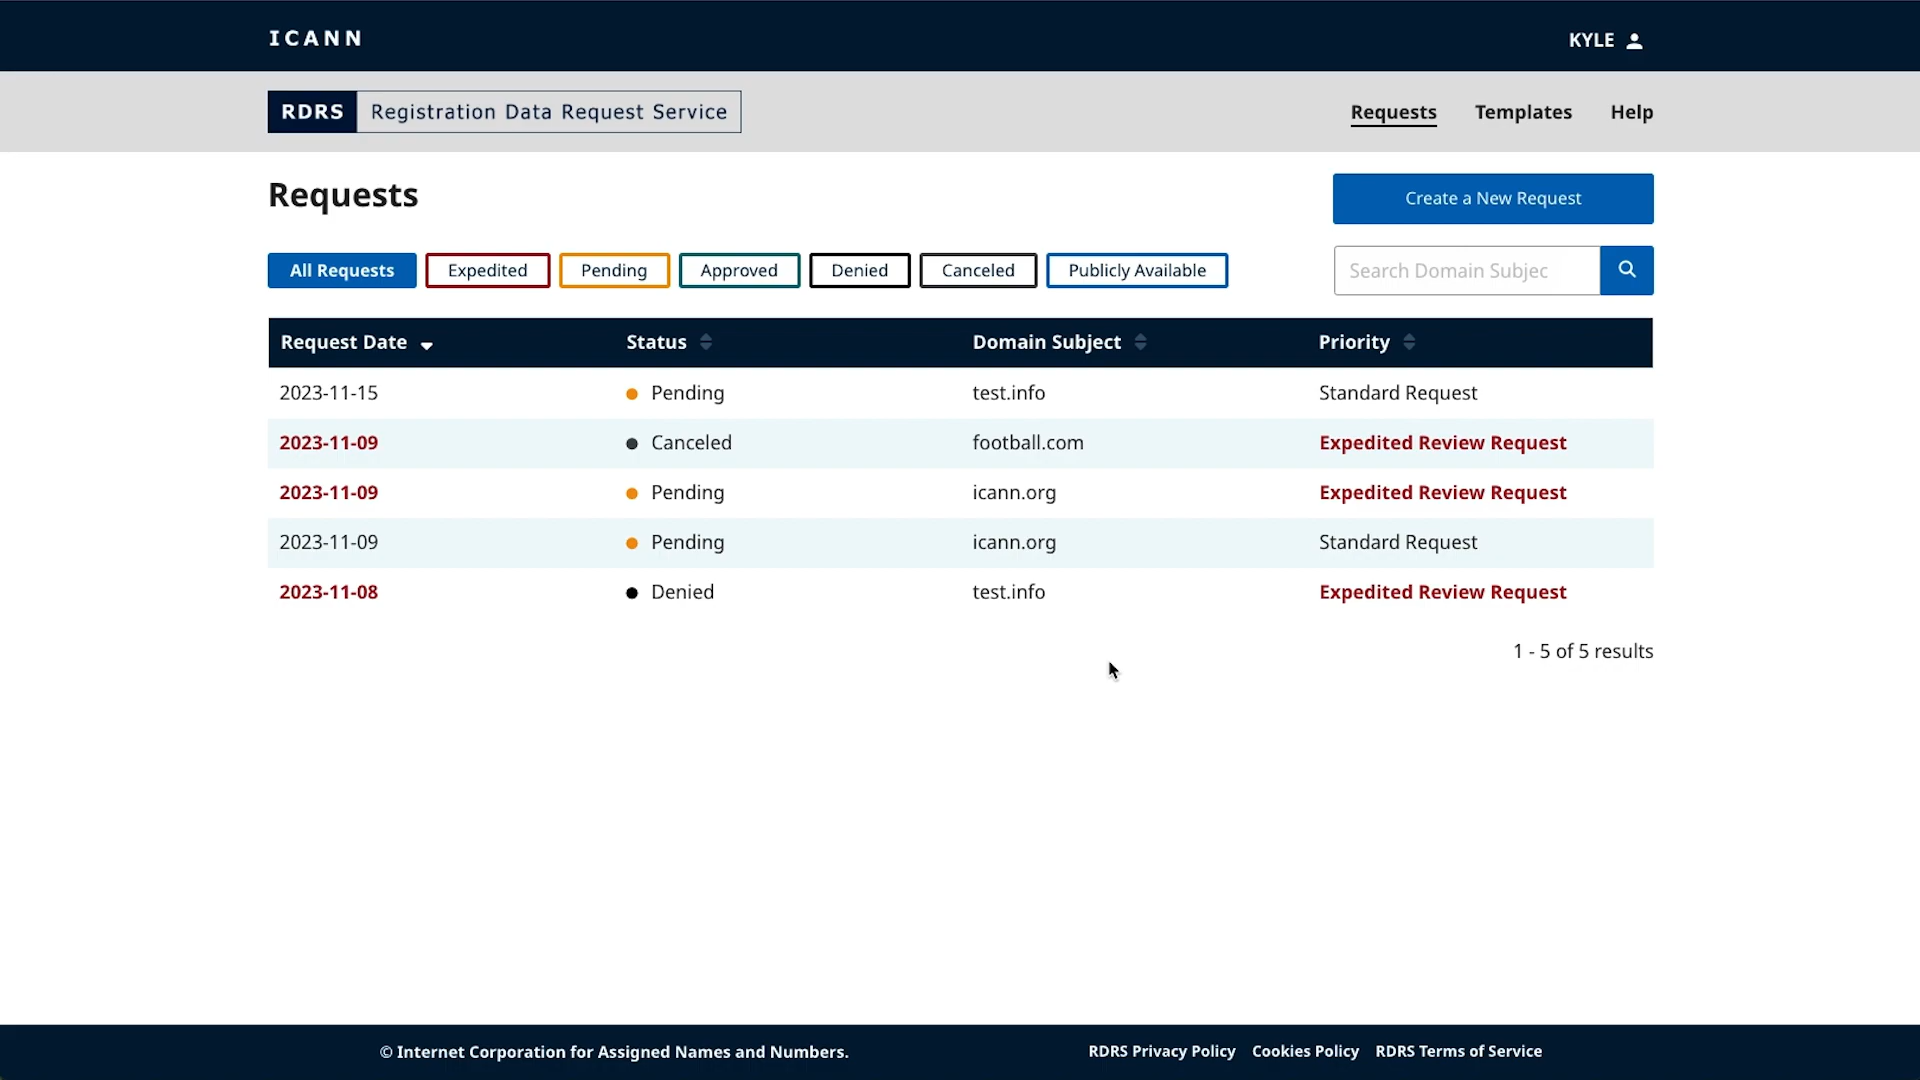 ICANN
KYLE
RDRS Registration Data Request Service
Requests Templates Help
Requests
Create a New Request
All Requests Expedited Pending Approved Denied Canceled Publicly Available
Search Domain Subjec
Request Date Status Domain Subject Priority
2023-11-15 Pending test.info Standard Request
2023-11-09 Canceled football.com Expedited Review Request
2023-11-09 Pending icann.org Expedited Review Request
2023-11-09 Pending icann.org Standard Request
2023-11-08 Denied test.info Expedited Review Request
1 - 5 of 5 results
© Internet Corporation for Assigned Names and Numbers.
RDRS Privacy Policy Cookies Policy RDRS Terms of Service